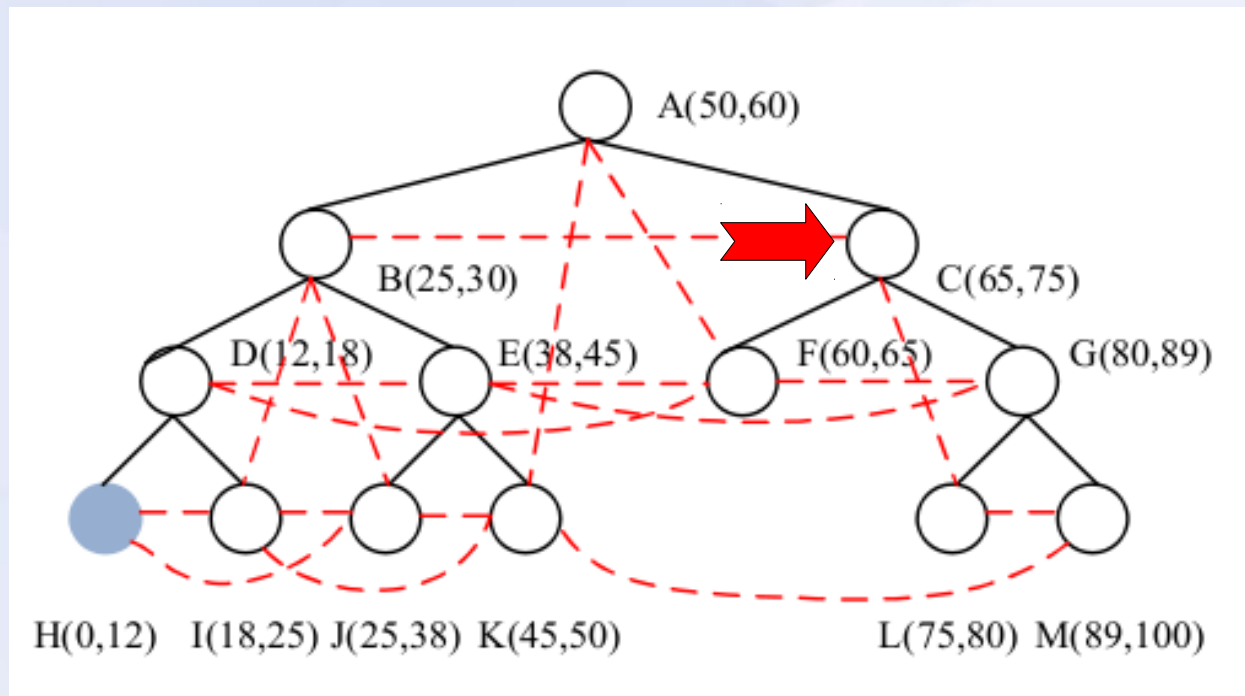 A(50,60)
B(25,30)
C(65,75)
D(12,18)
E(38,45)
F(60,65)
G(80,89)
H(0,12)
I(18,25)
J(25,38)
K(45,50)
L(75,80)
M(89,100)